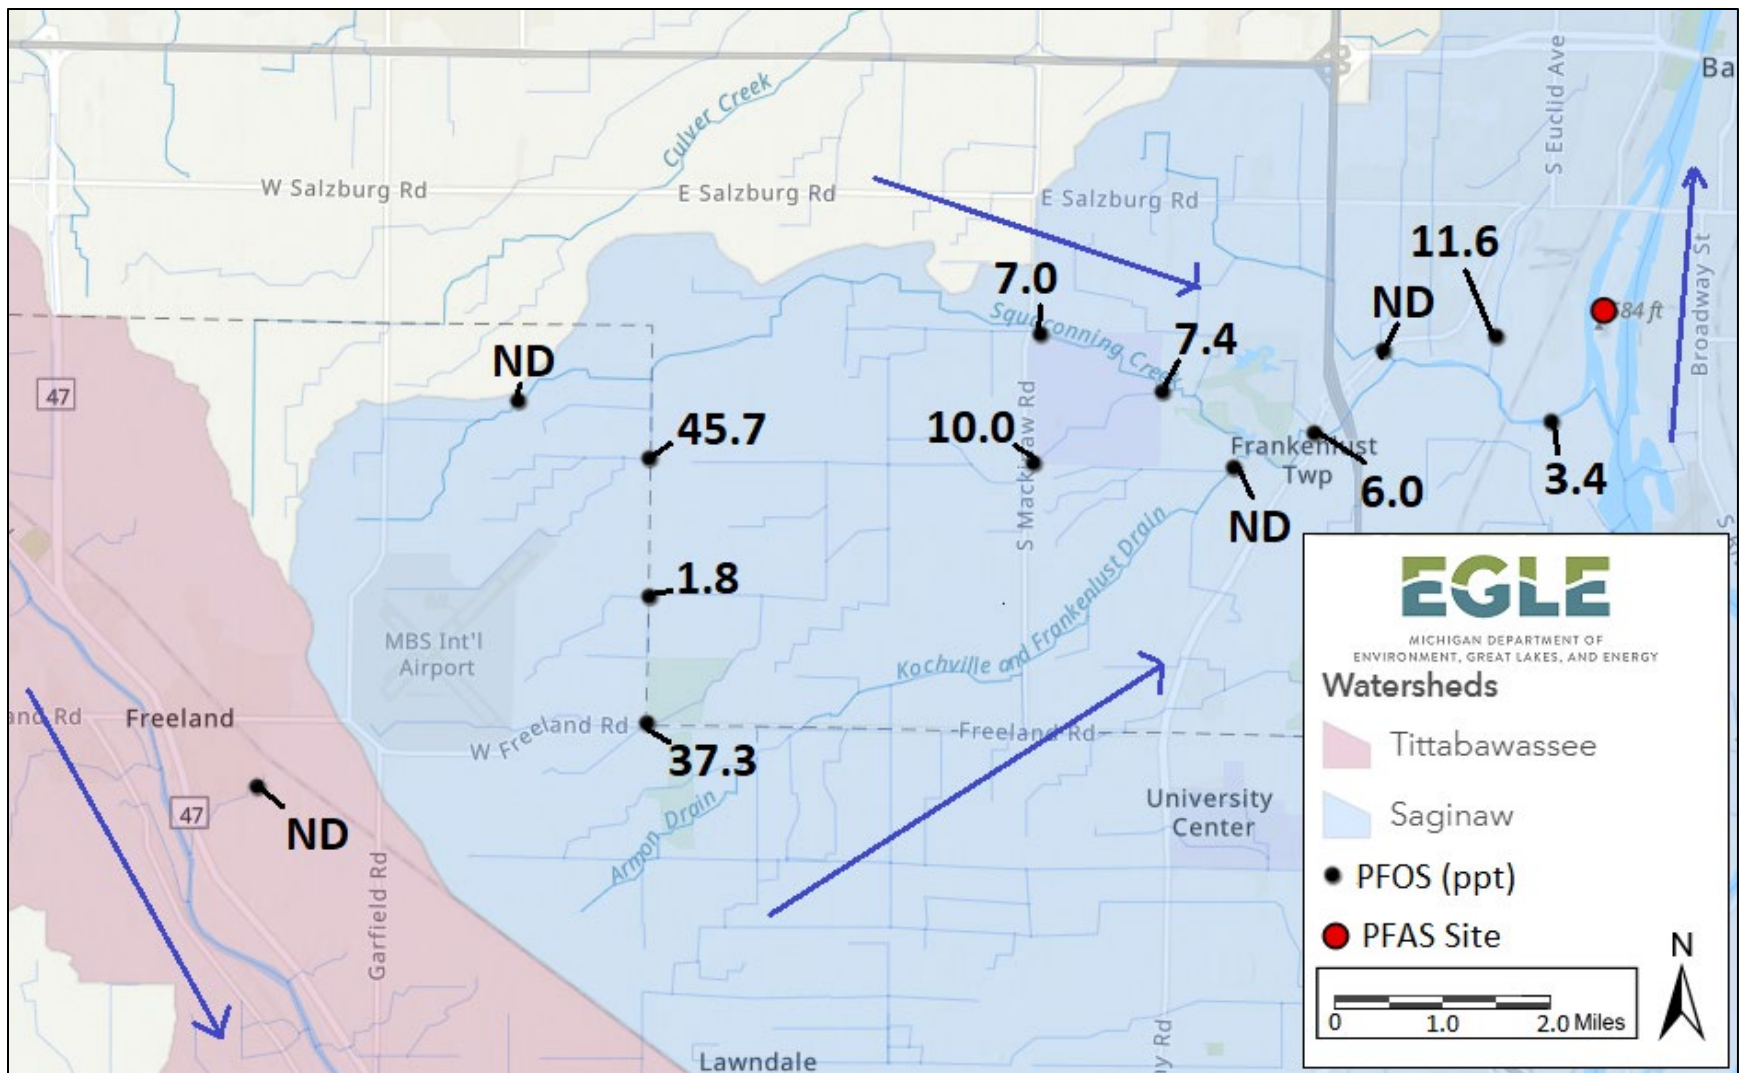 Ba
S Euclid Ave
Culver Creek
W Salzburg Rd
E Salzburg Rd
E Salzburg Rd
11.6
7.0
ND
Squaconning Creek
584 ft
Broadway St
7.4
ND
47
45.7
10.0
S Mackinaw Rd
Frankenlust
Twp
6.0
3.4
ND
1.8
MBS Int'l
Airport
Kochville and Frankenlust Drain
and Rd
Freeland
W Freeland Rd
Freeland Rd
37.3
47
ND
Armon Drain
University
Center
Garfield Rd
y Rd
Lawndale
S
EGLE
MICHIGAN DEPARTMENT OF
ENVIRONMENT, GREAT LAKES, AND ENERGY
Watersheds
Tittabawassee
Saginaw
PFOS (ppt)
PFAS Site
N
0 1.0 2.0 Miles